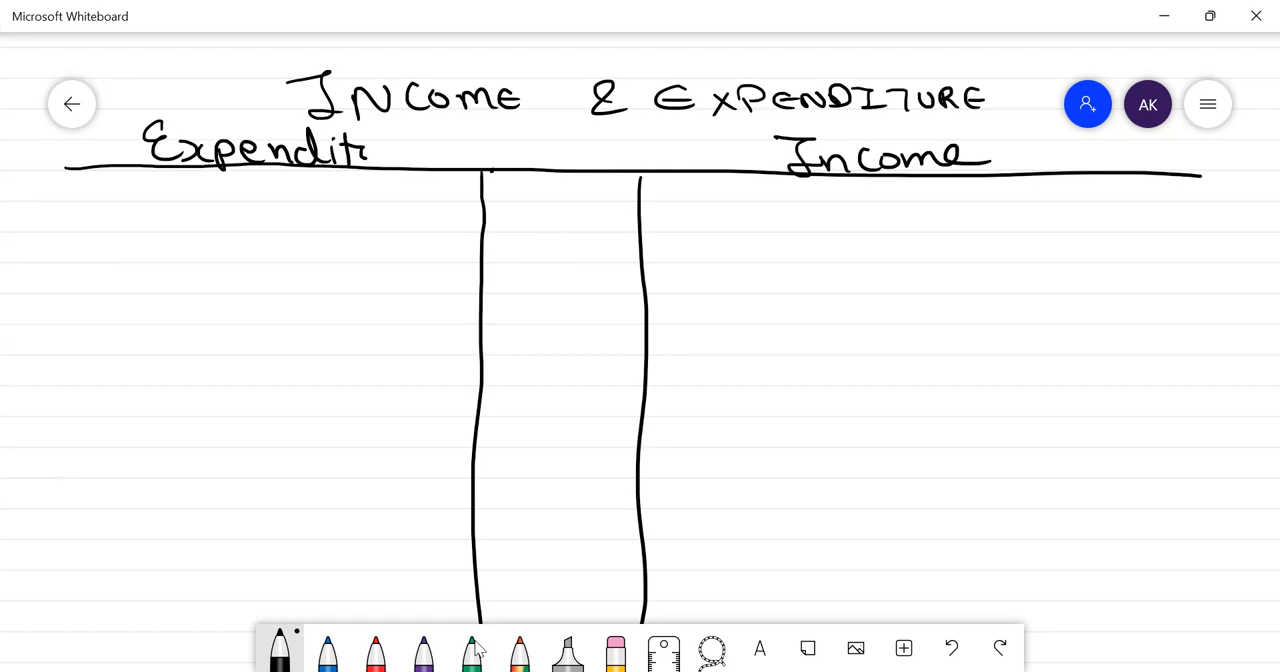 Microsoft Whiteboard
INCOME & EXPENDITURE
AK
Expendit
Income
A